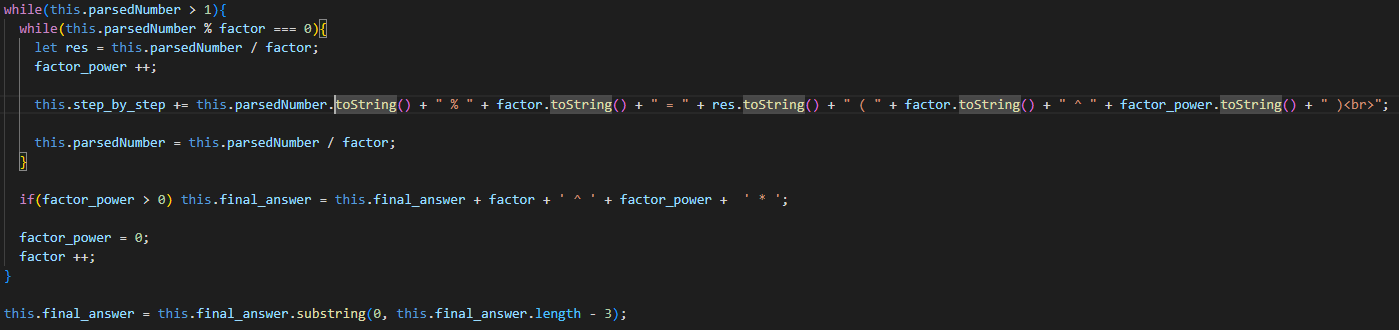 while(this.parsedNumber > 1){
while(this.parsedNumber % factor === 0){
let res = this.parsedNumber / factor;
factor_power ++;
this.step_by_step += this.parsedNumber.toString() + " % " + factor.toString() + " = " + res.toString() + " ( " + factor.toString() + " ^ " + factor_power.toString() + " )<br>";
this.parsedNumber = this.parsedNumber / factor;
}
if(factor_power > 0) this.final_answer = this.final_answer + factor + ' ^ ' + factor_power +  ' * ';
factor_power = 0;
factor ++;
}
this.final_answer = this.final_answer.substring(0, this.final_answer.length - 3);